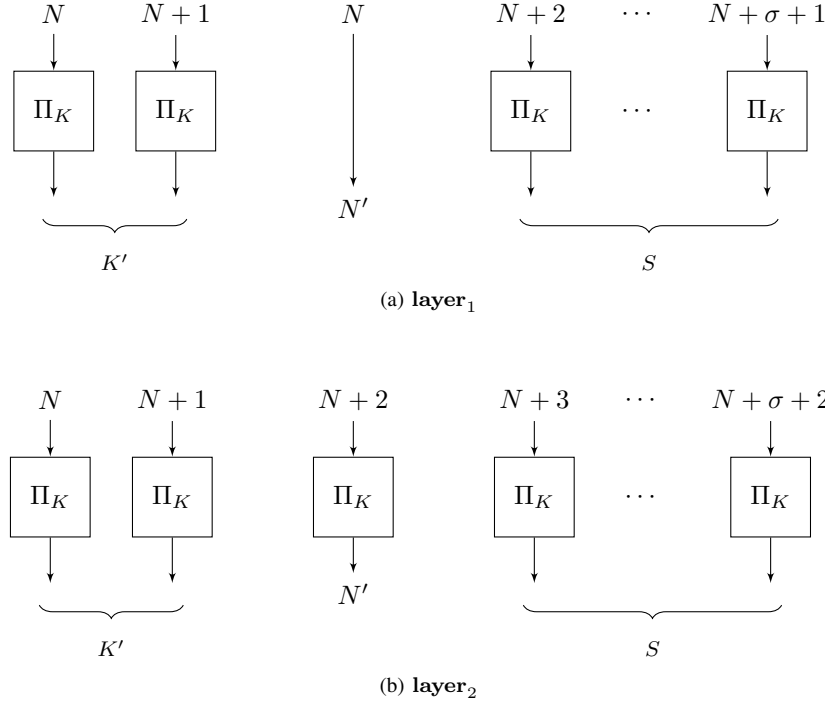 N N + 1 N N + 2 ⋯ N + σ + 1
Π_K Π_K Π_K ⋯ Π_K
N′
K′ S
(a) layer_1
N N + 1 N + 2 N + 3 ⋯ N + σ + 2
Π_K Π_K Π_K Π_K ⋯ Π_K
N′
K′ S
(b) layer_2